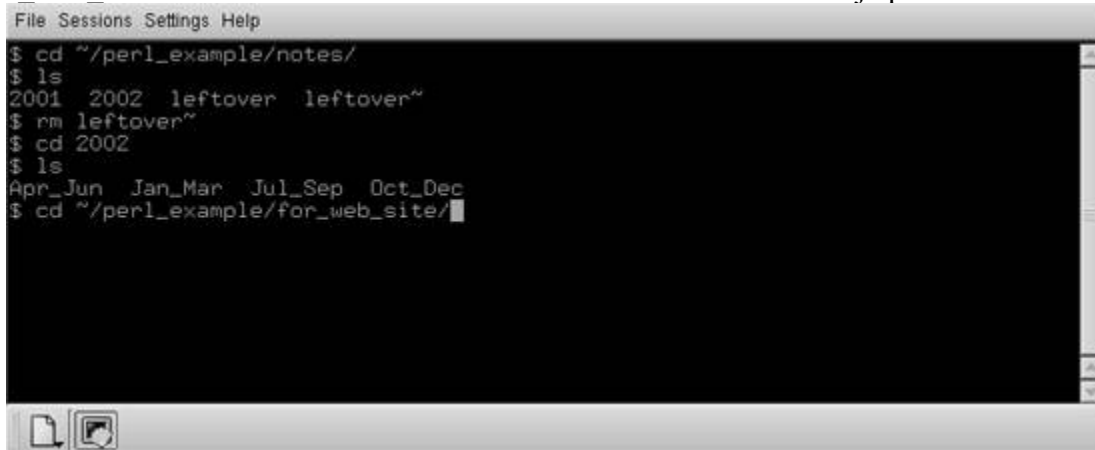 File Sessions Settings Help
$ cd ~/perl_example/notes/
$ ls
2001 2002 leftover leftover~
$ rm leftover~
$ cd 2002
$ ls
Apr_Jun Jan_Mar Jul_Sep Oct_Dec
$ cd ~/perl_example/for_web_site/